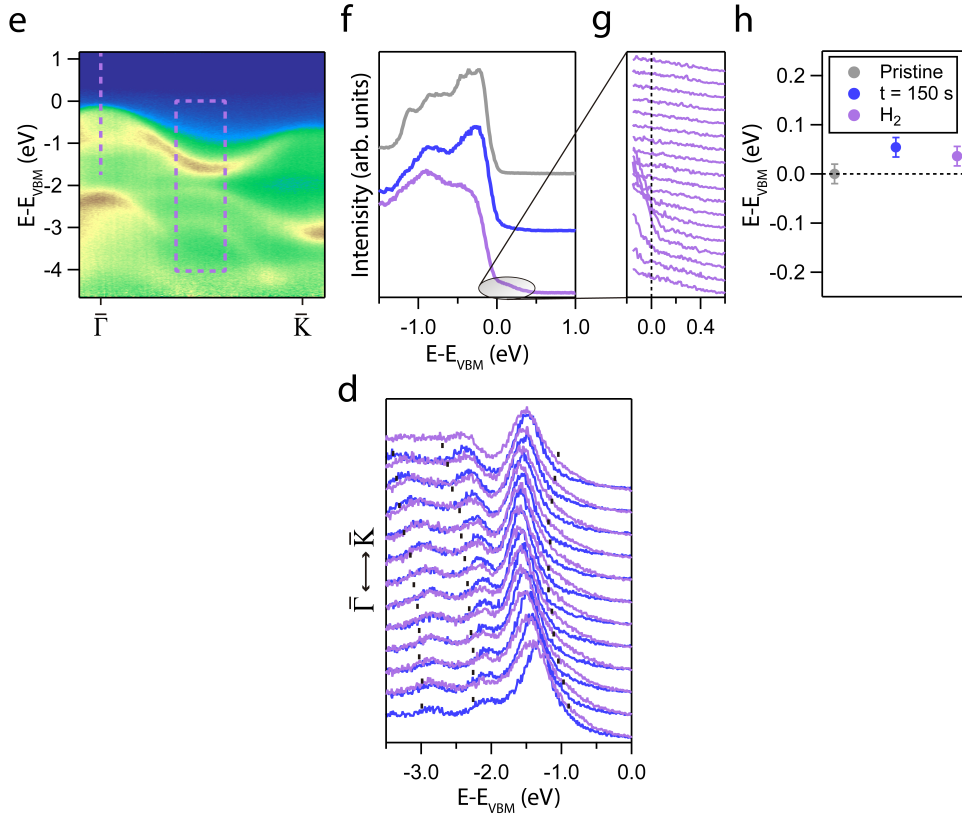 e
f
g
h
1
0
-1
-2
-3
-4
E-E_VBM (eV)
Γ̅
K̅
Intenisity (arb. units)
-1.0
0.0
1.0
E-E_VBM (eV)
0.0
0.4
0.2
0.1
0.0
-0.1
-0.2
E-E_VBM (eV)
Pristine
t = 150 s
H₂
d
Γ̅ ⟷ K̅
-3.0
-2.0
-1.0
0.0
E-E_VBM (eV)